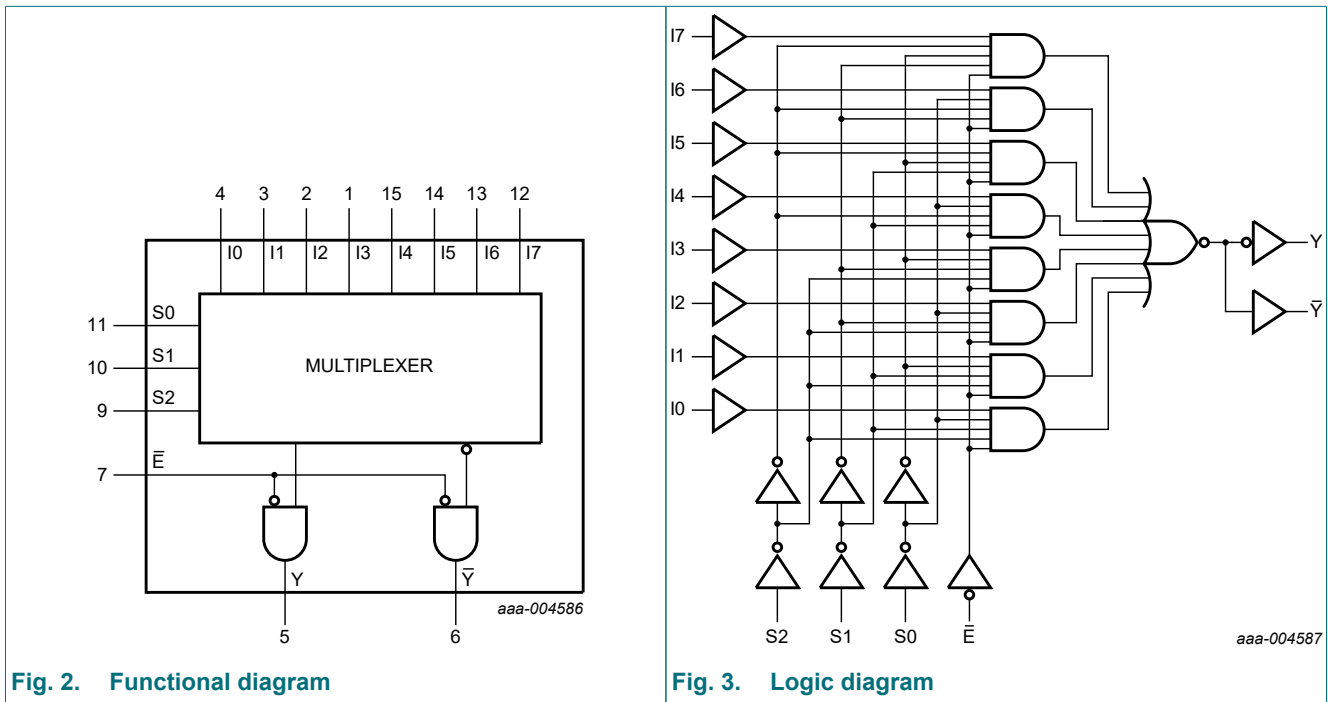 4 3 2 1 15 14 13 12
I0 I1 I2 I3 I4 I5 I6 I7
11 S0
10 S1
9 S2
MULTIPLEXER
7 E̅
Y Y̅
aaa-004586
5 6
Fig. 2. Functional diagram
I7
I6
I5
I4
I3
I2
I1
I0
Y
Y̅
S2 S1 S0 E̅
aaa-004587
Fig. 3. Logic diagram